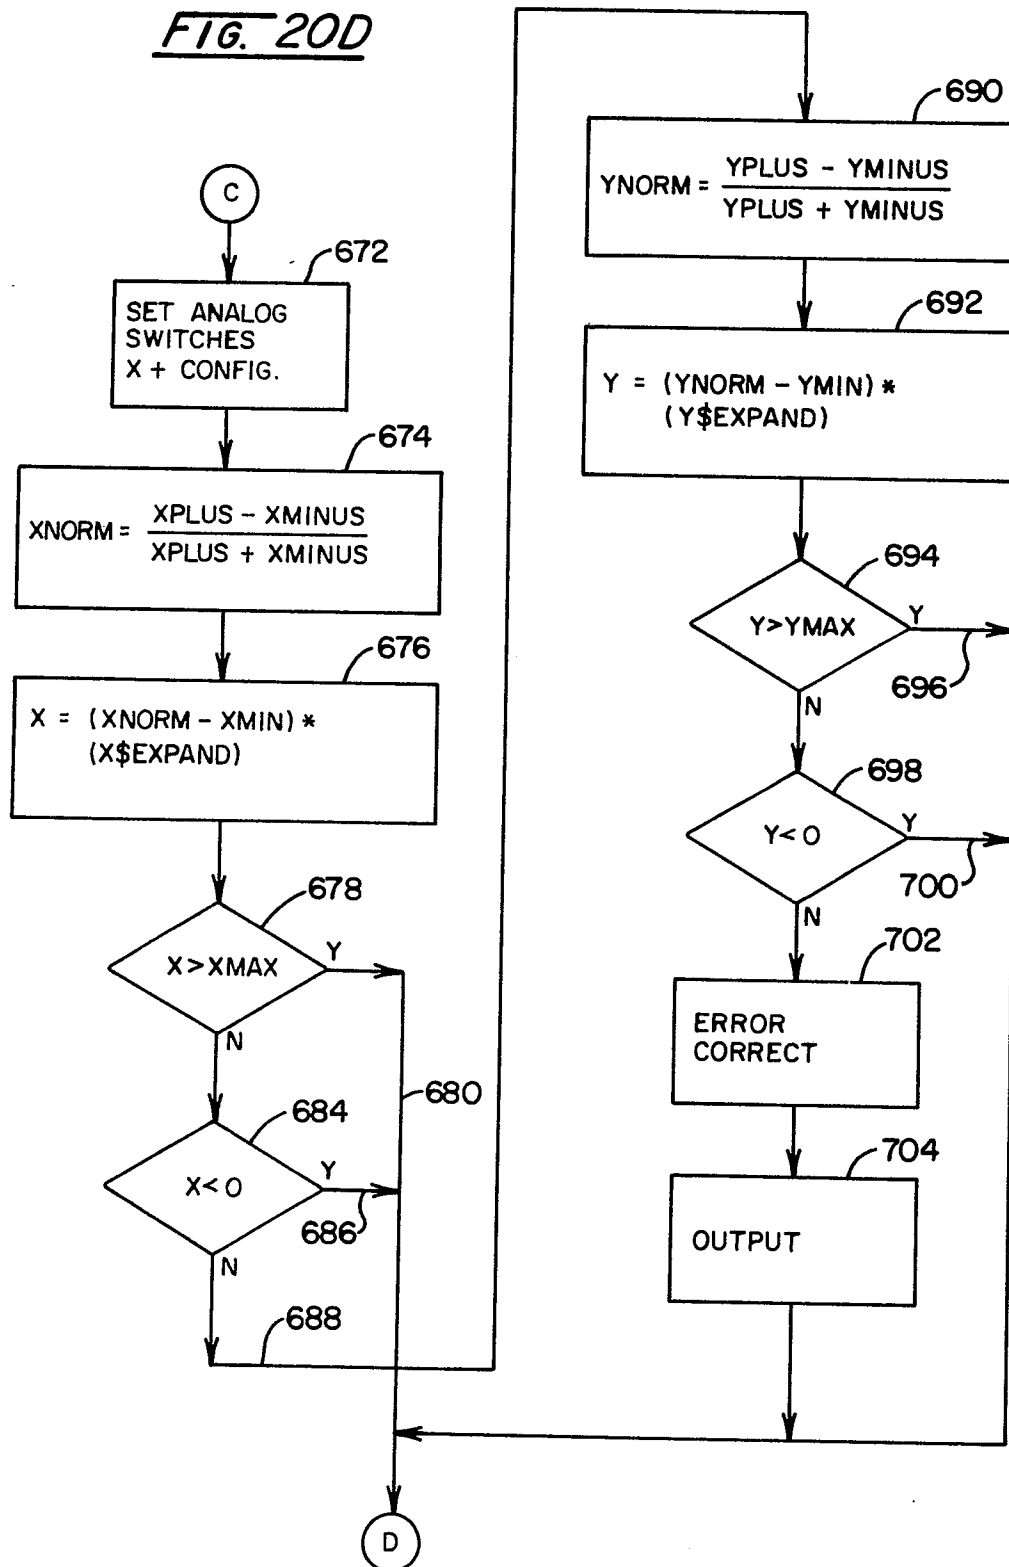 FIG. 20D
C
672
SET ANALOG
SWITCHES
X + CONFIG.
674
XNORM = XPLUS - XMINUS
XPLUS + XMINUS
676
X = (XNORM - XMIN) *
(X$EXPAND)
678
X > XMAX
Y
N
680
684
X < 0
Y
686
N
688
690
YNORM = YPLUS - YMINUS
YPLUS + YMINUS
692
Y = (YNORM - YMIN) *
(Y$EXPAND)
694
Y > YMAX
Y
696
N
698
Y < 0
Y
700
N
702
ERROR
CORRECT
704
OUTPUT
D